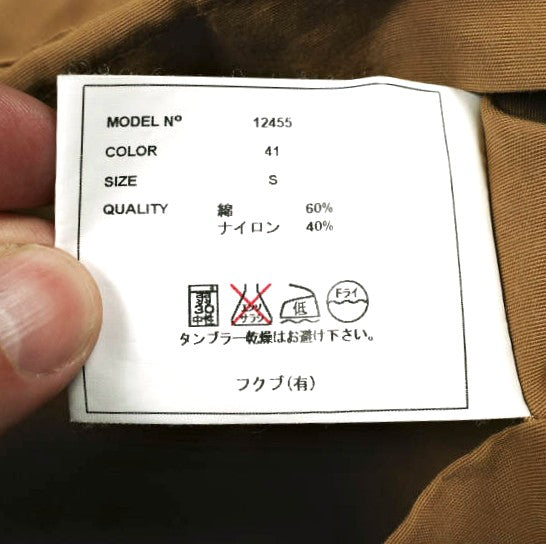 MODEL Nº 12455
COLOR 41
SIZE S
QUALITY 綿 60%
ナイロン 40%
弱 30 中性 エンソ サラシ 低 ドライ
タンブラー乾燥はお避け下さい。
フクブ(有)